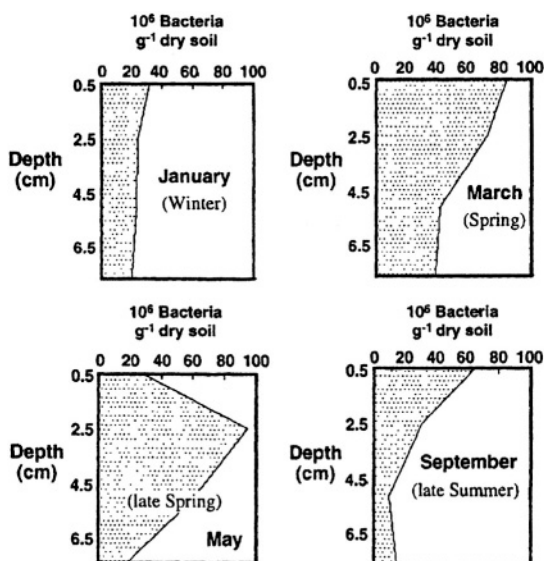 10⁶ Bacteria
g⁻¹ dry soil
0 20 40 60 80 100
0.5
2.5
4.5
6.5
Depth
(cm)
January
(Winter)
10⁶ Bacteria
g⁻¹ dry soil
0 20 40 60 80 100
0.5
2.5
4.5
6.5
Depth
(cm)
March
(Spring)
10⁶ Bacteria
g⁻¹ dry soil
0 20 40 60 80 100
0.5
2.5
4.5
6.5
Depth
(cm)
(late Spring)
May
10⁶ Bacteria
g⁻¹ dry soil
0 20 40 60 80 100
0.5
2.5
4.5
6.5
Depth
(cm)
September
(late Summer)